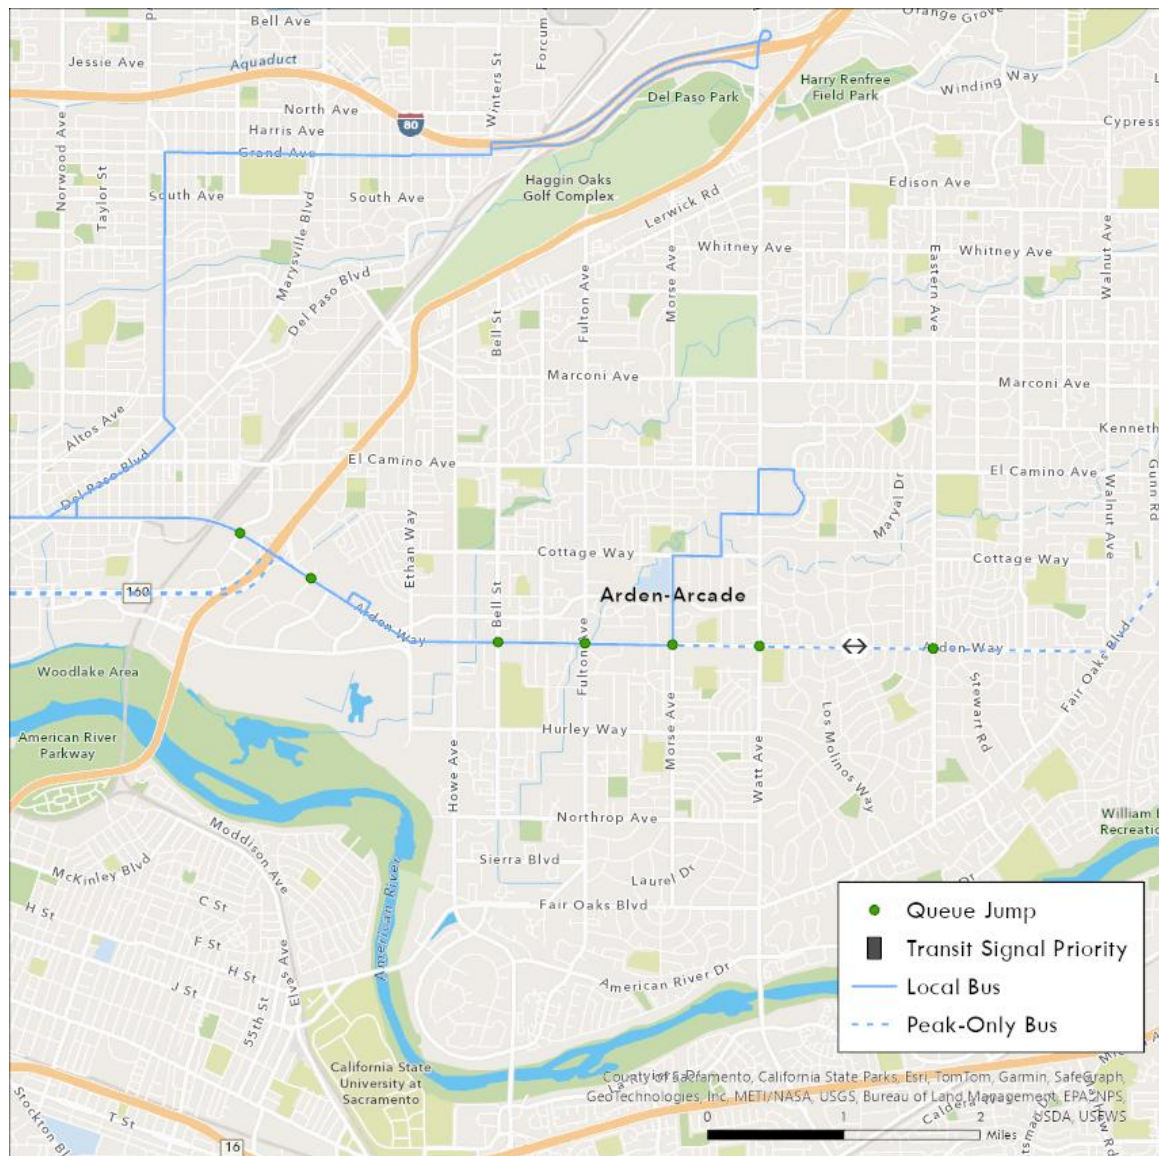 Bell Ave
Forcum
Orange Grove
Jessie Ave
Aquaduct
Winters St
Harry Renfree
Field Park
Winding Way
Del Paso Park
North Ave
80
Harris Ave
Cypress
Norwood Ave
Grand Ave
Taylor St
Haggin Oaks
Golf Complex
Edison Ave
South Ave
South Ave
Lerwick Rd
Marysville Blvd
Morse Ave
Whitney Ave
Whitney Ave
Walnut Ave
Eastern Ave
Del Paso Blvd
Fulton Ave
Bell St
Marconi Ave
Marconi Ave
Altos Ave
Kenneth
El Camino Ave
El Camino Ave
Del Paso Blvd
Maryal Dr
Walnut Ave
Gunn Rd
Ethan Way
Cottage Way
Cottage Way
160
Bell St
Arden-Arcade
Arden Way
Fulton Ave
Arden Way
Fair Oaks Blvd
Woodlake Area
Stewart Rd
American River
Parkway
Hurley Way
Morse Ave
Los Molinos Way
Howe Ave
Watt Ave
Northrop Ave
William
Recreatio
Moddison Ave
McKinley Blvd
Sierra Blvd
Laurel Dr
Dr
C St
H St
American River
Fair Oaks Blvd
F St
H St
Elvas Ave
J St
55th St
American River Dr
Queue Jump
Transit Signal Priority
Local Bus
Peak-Only Bus
California State
University at
Sacramento
County of Sacramento, California State Parks, Esri, TomTom, Garmin, SafeGraph,
GeoTechnologies, Inc, METI/NASA, USGS, Bureau of Land Management, EPA, NPS,
USDA, USFWS
Stockton Bl
T St
16
0 1 2 Miles